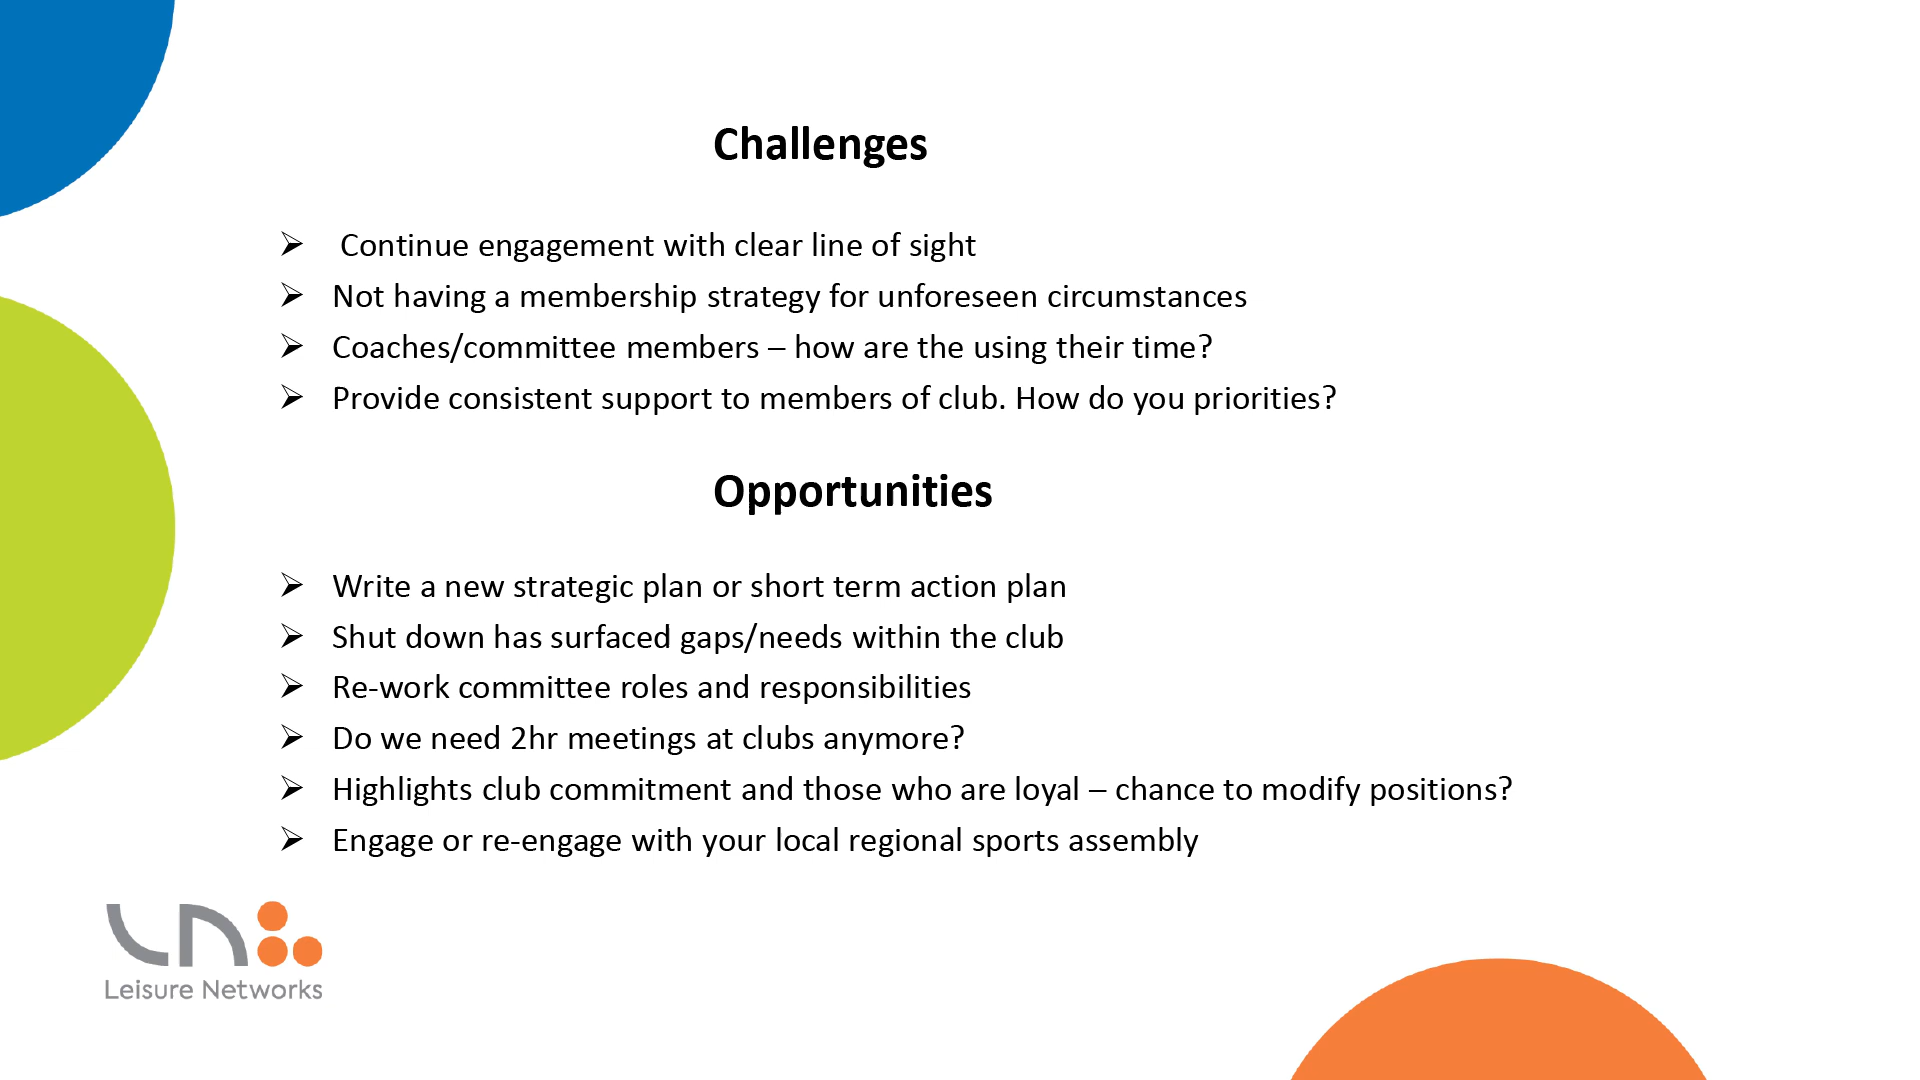 Challenges
Continue engagement with clear line of sight
Not having a membership strategy for unforeseen circumstances
Coaches/committee members – how are the using their time?
Provide consistent support to members of club. How do you priorities?
Opportunities
Write a new strategic plan or short term action plan
Shut down has surfaced gaps/needs within the club
Re-work committee roles and responsibilities
Do we need 2hr meetings at clubs anymore?
Highlights club commitment and those who are loyal – chance to modify positions?
Engage or re-engage with your local regional sports assembly
Leisure Networks